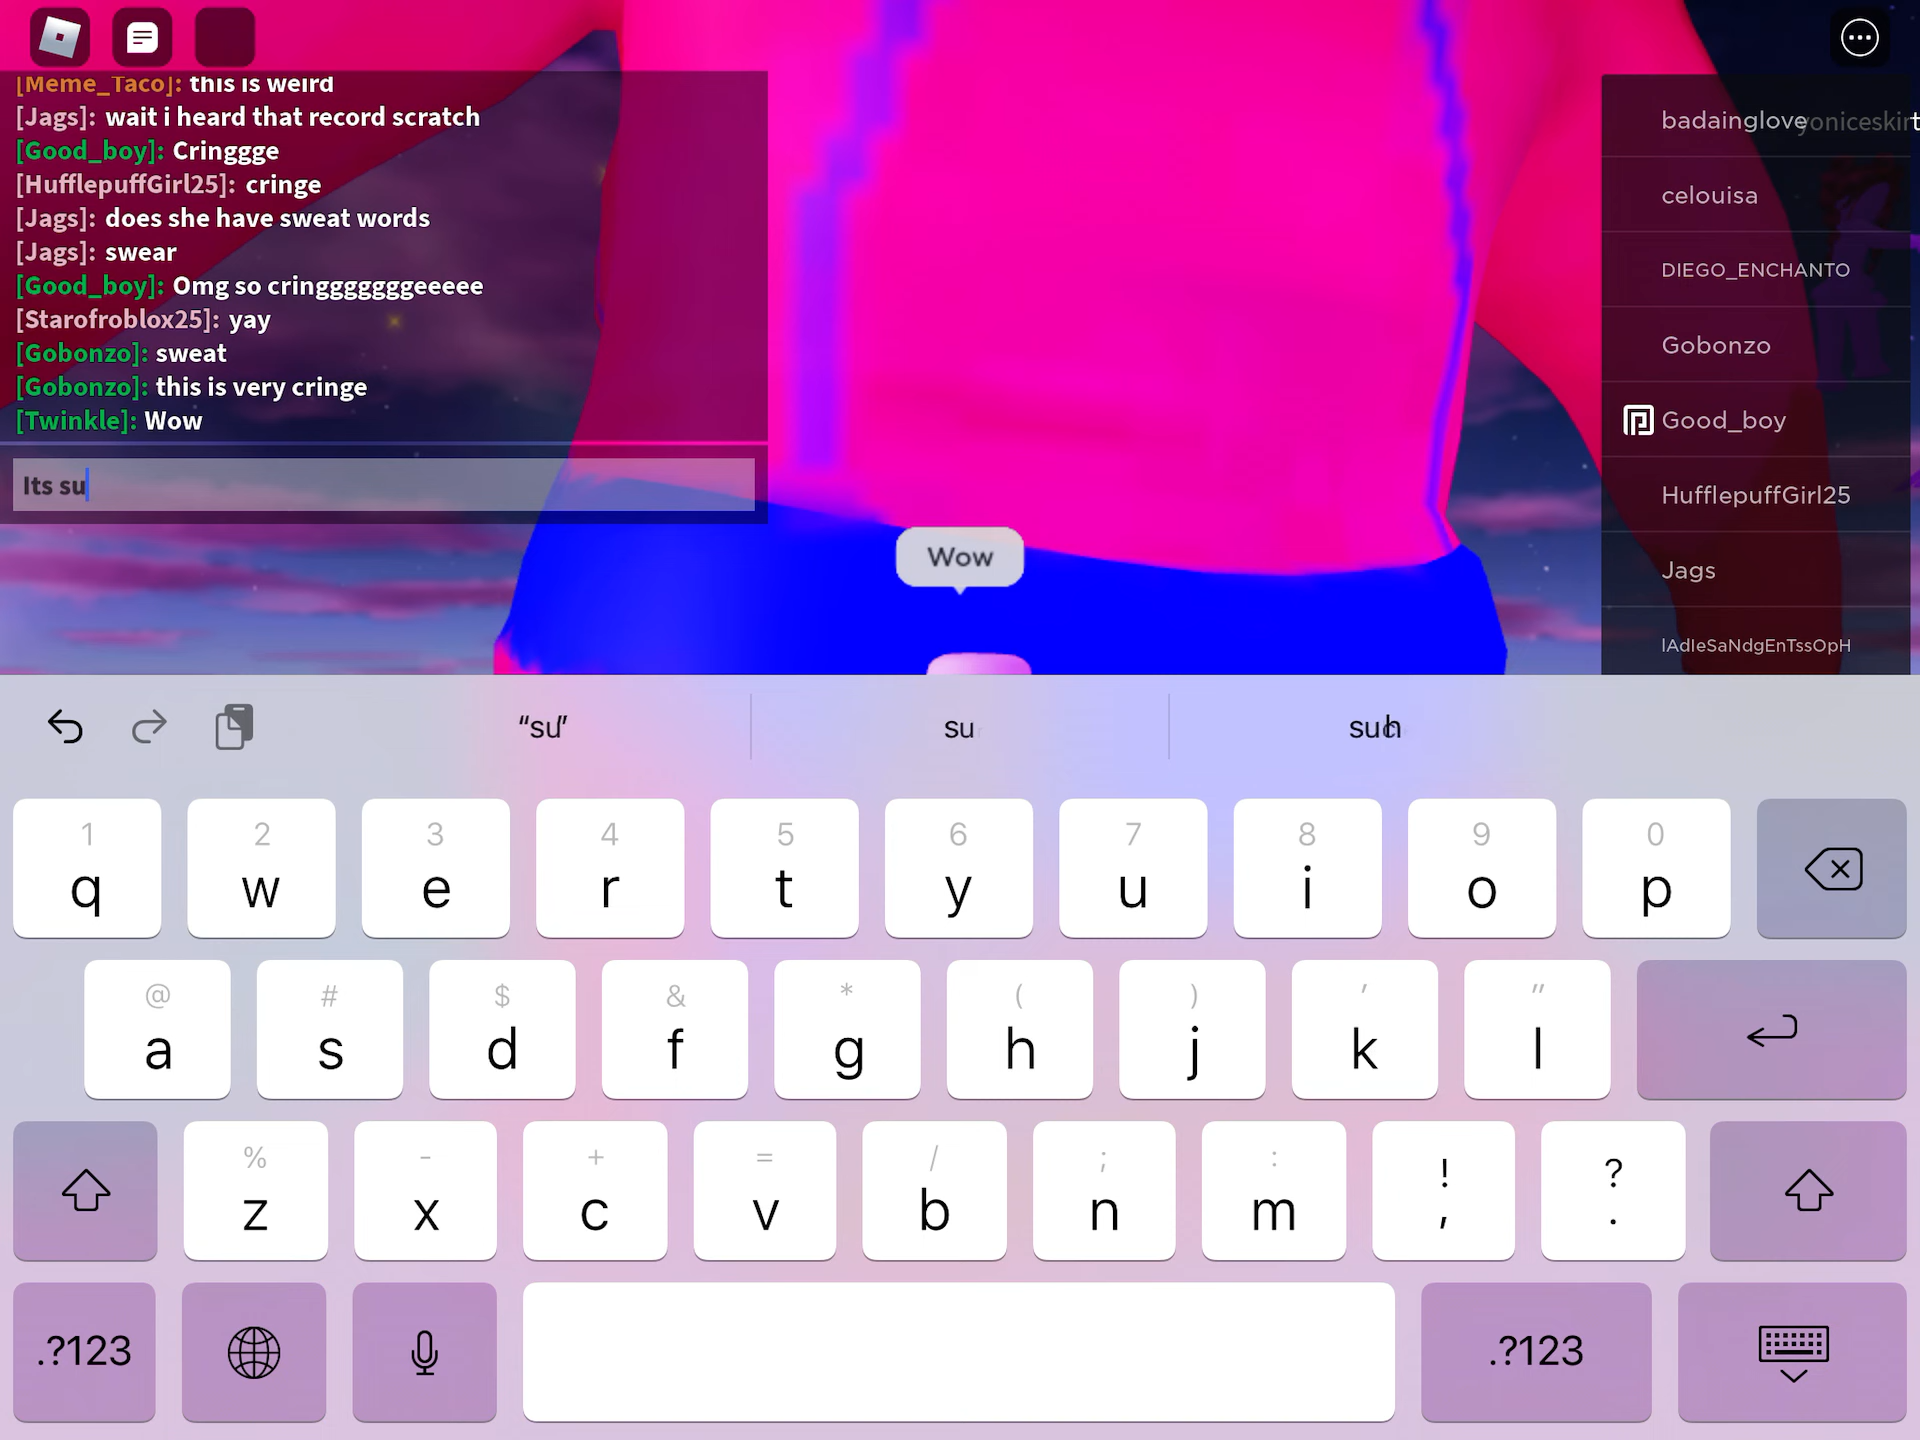 [Meme_Taco]: this is weird
[Jags]: wait i heard that record scratch
[Good_boy]: Cringgge
[HufflepuffGirl25]: cringe
[Jags]: does she have sweat words
[Jags]: swear
[Good_boy]: Omg so cringggggggeeeee
[Starofroblox25]: yay
[Gobonzo]: sweat
[Gobonzo]: this is very cringe
[Twinkle]: Wow
Its su
Wow
badainglove
celouisa
DIEGO_ENCHANTO
Gobonzo
Good_boy
HufflepuffGirl25
Jags
lAdIeSaNdgEnTssOpH
“su”
su
1 2 3 4 5 6 7 8 9 0
q w e r t y u i o p
@ # $ & * ( ) ' "
a s d f g h j k l
% - + = / ; : ! ?
z x c v b n m , .
.?123 .?123